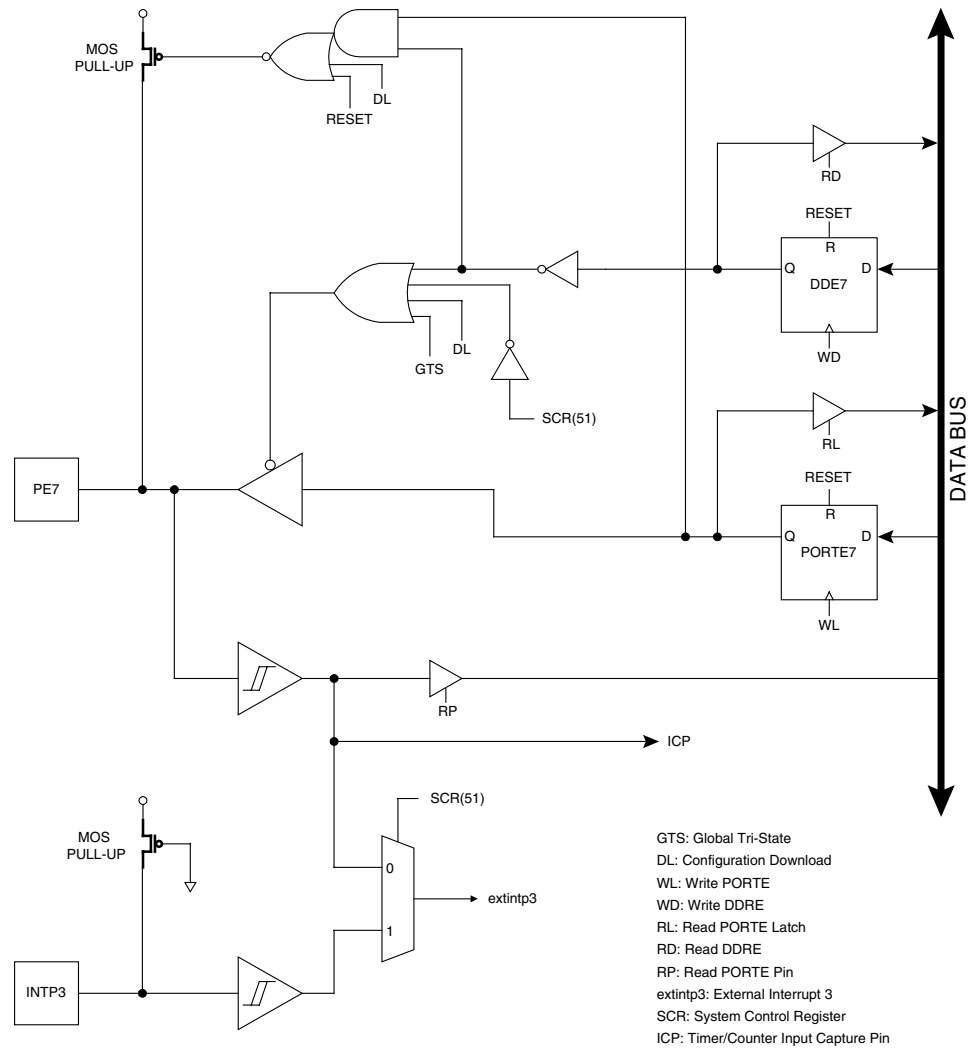 MOS
PULL-UP
DL
RESET
RD
RESET
R
Q
D
DDE7
WD
DL
GTS
SCR(51)
RL
DATA BUS
PE7
RESET
R
Q
D
PORTE7
WL
RP
ICP
SCR(51)
MOS
PULL-UP
0
extintp3
1
INTP3
GTS: Global Tri-State
DL: Configuration Download
WL: Write PORTE
WD: Write DDRE
RL: Read PORTE Latch
RD: Read DDRE
RP: Read PORTE Pin
extintp3: External Interrupt 3
SCR: System Control Register
ICP: Timer/Counter Input Capture Pin